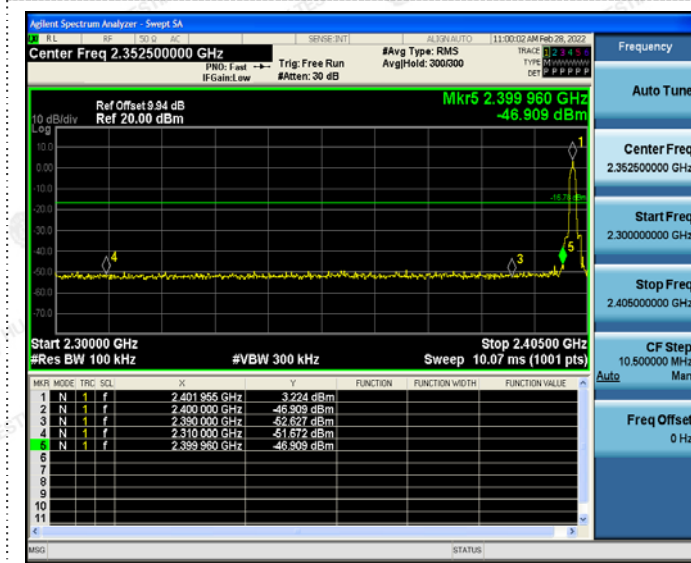 Agilent Spectrum Analyzer - Swept SA
RL RF 50 Ω AC SENSE:INT ALIGN AUTO 11:00:02 AM Feb 28, 2022
Center Freq 2.352500000 GHz
PNO: Fast
IFGain:Low
Trig: Free Run
#Atten: 30 dB
#Avg Type: RMS
Avg|Hold: 300/300
TRACE 1 2 3 4 5 6
TYPE MWWWWW
DET P P P P P P
Frequency
Mkr5 2.399 960 GHz
-46.909 dBm
Ref Offset 9.94 dB
10 dB/div Ref 20.00 dBm
Log
10.0
0.00
-10.0
-20.0
-30.0
-40.0
-50.0
-60.0
-70.0
1
-16.78 dBm
4
3
5
Start 2.30000 GHz Stop 2.40500 GHz
#Res BW 100 kHz #VBW 300 kHz Sweep 10.07 ms (1001 pts)
MKR MODE TRC SCL X Y FUNCTION FUNCTION WIDTH FUNCTION VALUE
1 N 1 f 2.401 955 GHz 3.224 dBm
2 N 1 f 2.400 000 GHz -46.909 dBm
3 N 1 f 2.390 000 GHz -52.627 dBm
4 N 1 f 2.310 000 GHz -51.672 dBm
5 N 1 f 2.399 960 GHz -46.909 dBm
6
7
8
9
10
11
MSG STATUS
Auto Tune
Center Freq
2.352500000 GHz
Start Freq
2.300000000 GHz
Stop Freq
2.405000000 GHz
CF Step
10.500000 MHz
Auto Man
Freq Offset
0 Hz